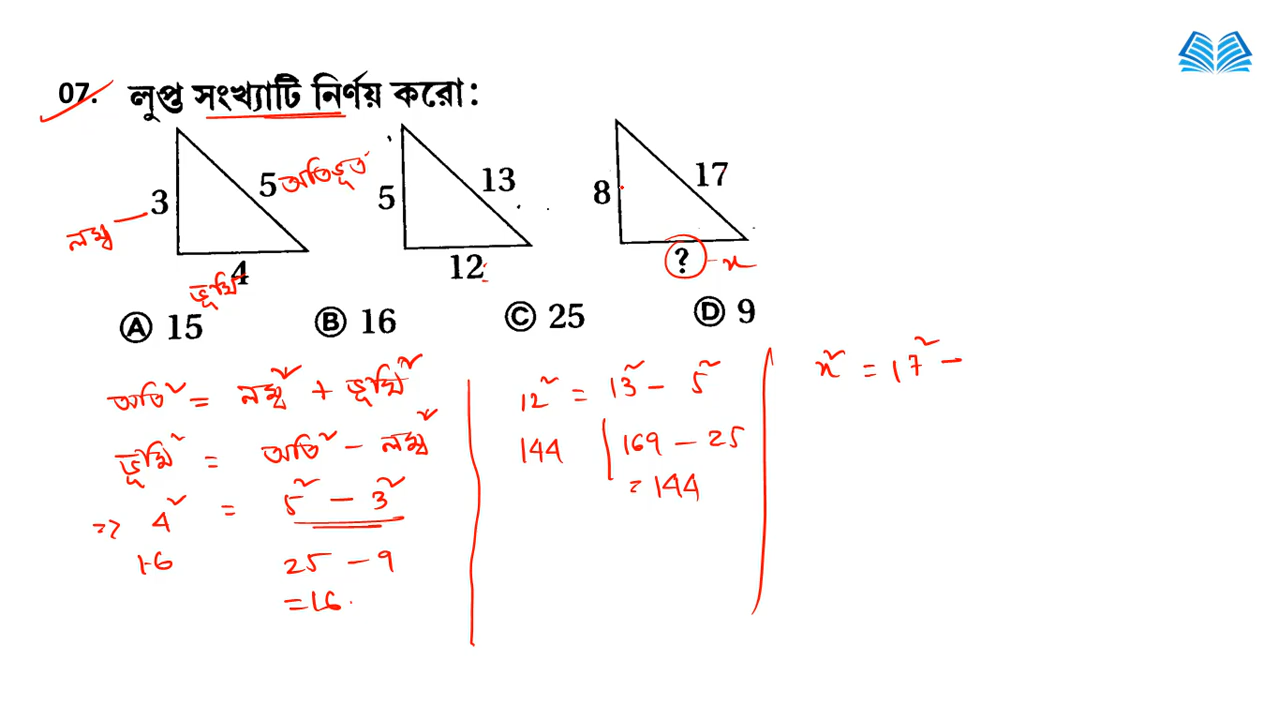 07. লুপ্ত সংখ্যাটি নির্ণয় করো:
3 5 অতিভূজ
লম্ব
4
ভূমি
5 13
12
8 17
? - x
Ⓐ 15 Ⓑ 16 Ⓒ 25 Ⓓ 9
অতি² = লম্ব² + ভূমি²
ভূমি² = অতি² - লম্ব²
=> 4² = 5² - 3²
16 25 - 9
= 16
12² = 13² - 5²
144 169 - 25
= 144
x² = 17² -